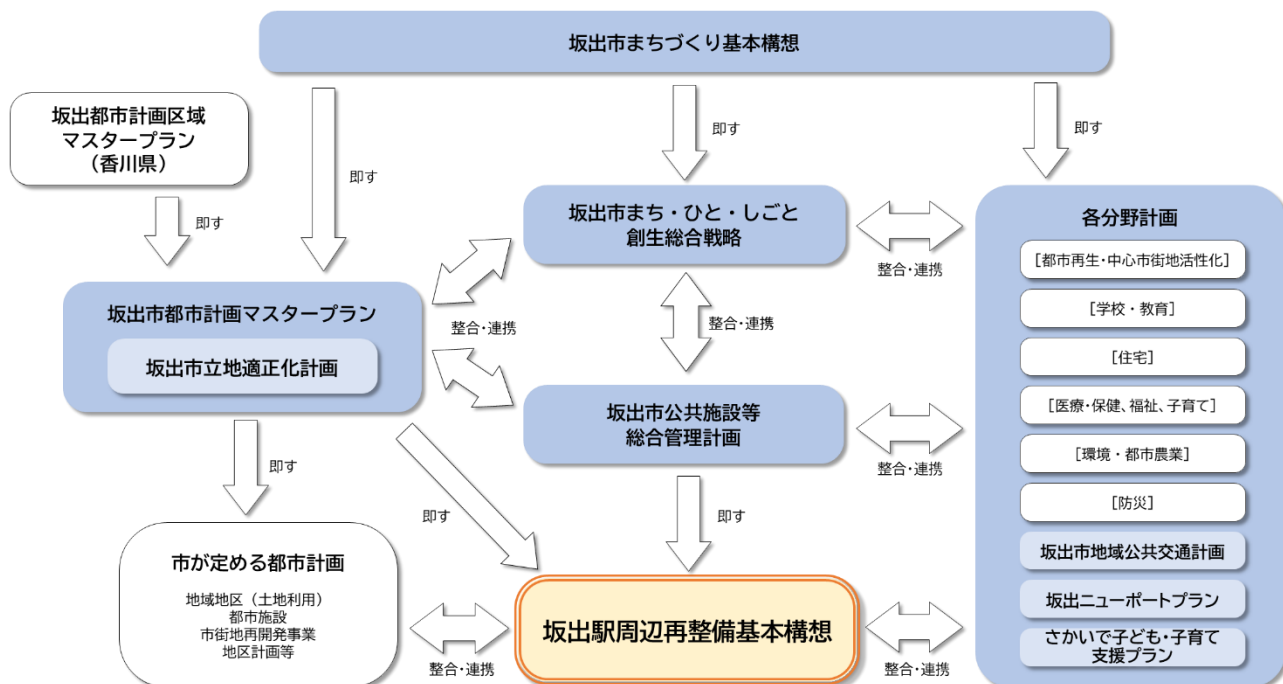 坂出市まちづくり基本構想
坂出都市計画区域
マスタープラン
（香川県）
即す
即す
即す
即す
坂出市まち・ひと・しごと
創生総合戦略
整合・連携
坂出市都市計画マスタープラン
坂出市立地適正化計画
整合・連携
整合・連携
坂出市公共施設等
総合管理計画
整合・連携
即す
即す
即す
市が定める都市計画
地域地区（土地利用）
都市施設
市街地再開発事業
地区計画等
整合・連携
坂出駅周辺再整備基本構想
整合・連携
各分野計画
［都市再生・中心市街地活性化］
［学校・教育］
［住宅］
［医療・保健、福祉、子育て］
［環境・都市農業］
［防災］
坂出市地域公共交通計画
坂出ニューポートプラン
さかいで子ども・子育て
支援プラン